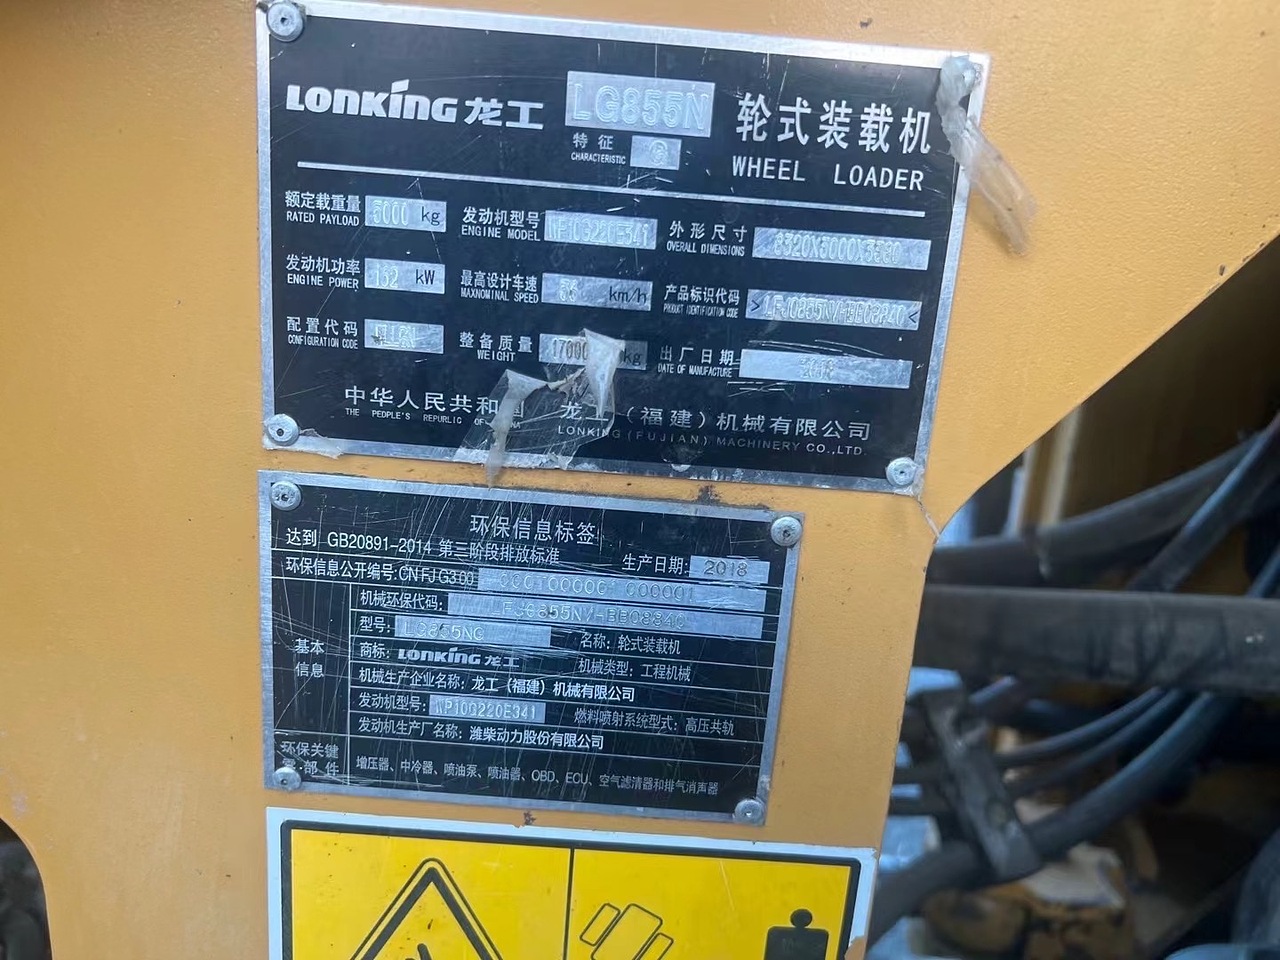 LONKING 龙工 LG855N 轮式装载机
特征
CHARACTERISTIC G
WHEEL LOADER
额定载重量 5000 kg 发动机型号 WP10G220E341 外形尺寸
RATED PAYLOAD ENGINE MODEL OVERALL DIMENSIONS
发动机功率 162 kW 最高设计车速 km/h 产品标识代码
ENGINE POWER MAXNOMINAL SPEED PRODUCT IDENTIFICATION CODE
配置代码 整备质量 kg 出厂日期 2018
CONFIGURATION CODE WEIGHT DATE OF MANUFACTURE
中华人民共和国 龙工（福建）机械有限公司
THE PEOPLE'S REPUBLIC OF CHINA LONKING(FUJIAN) MACHINERY CO.,LTD.
环保信息标签
达到 GB20891-2014 第三阶段排放标准 生产日期: 2018
环保信息公开编号:CN FJ G3 00
机械环保代码:
型号: LG855NG 名称: 轮式装载机
基本信息
商标: LONKING 龙工 机械类型: 工程机械
机械生产企业名称: 龙工（福建）机械有限公司
发动机型号: WP10G220E341 燃料喷射系统型式: 高压共轨
发动机生产厂名称: 潍柴动力股份有限公司
环保关键零部件
增压器、中冷器、喷油泵、喷油器、OBD、ECU、空气滤清器和排气消声器